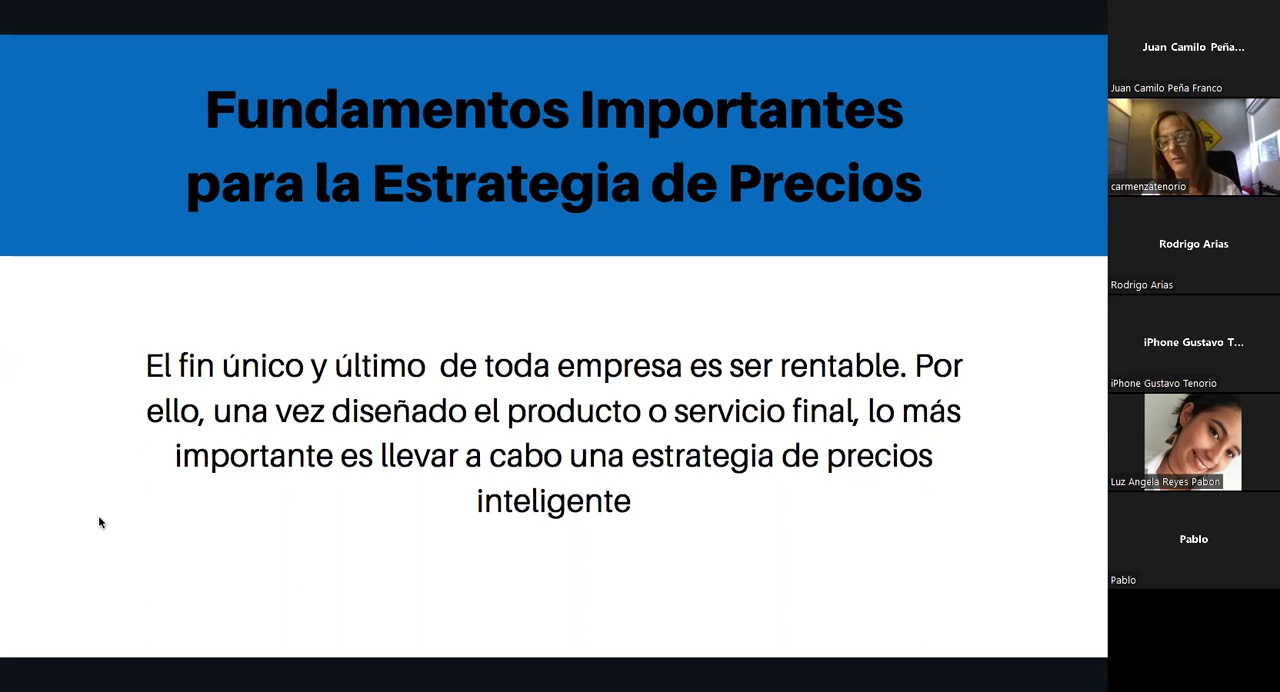 Fundamentos Importantes
para la Estrategia de Precios
El fin único y último de toda empresa es ser rentable. Por
ello, una vez diseñado el producto o servicio final, lo más
importante es llevar a cabo una estrategia de precios
inteligente
Juan Camilo Peña...
Juan Camilo Peña Franco
carmenzatenorio
Rodrigo Arias
Rodrigo Arias
iPhone Gustavo T...
iPhone Gustavo Tenorio
Luz Angela Reyes Pabon
Pablo
Pablo